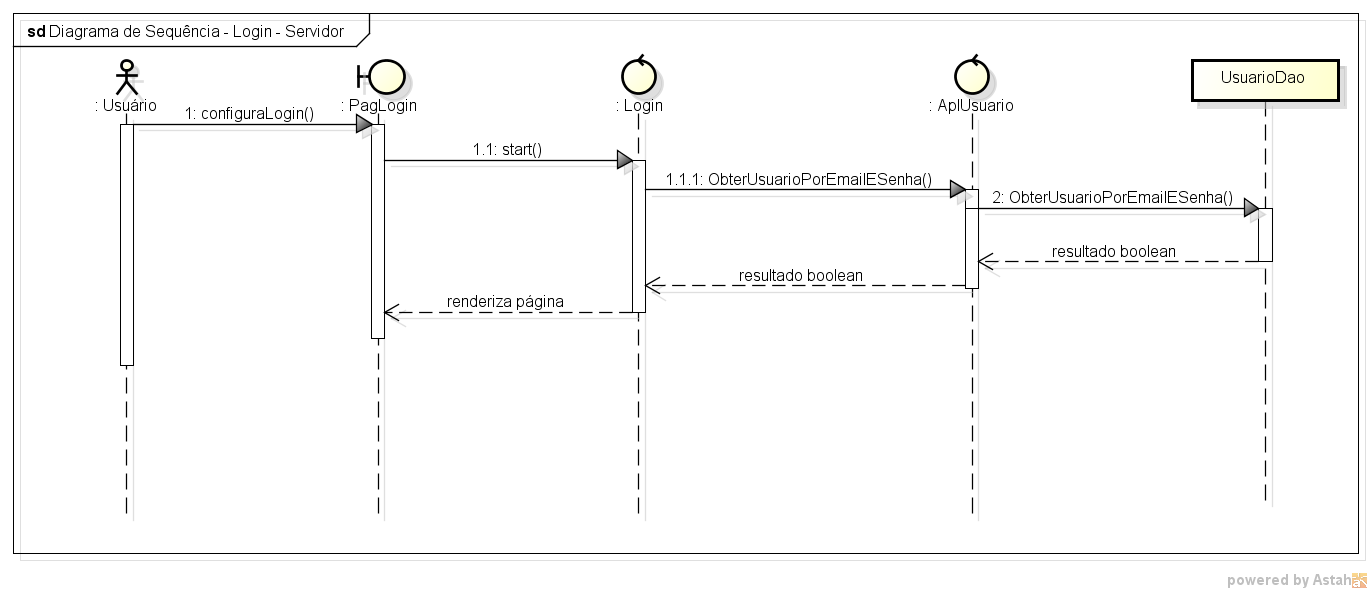 sd Diagrama de Sequência - Login - Servidor
: Usuário
: PagLogin
: Login
: AplUsuario
UsuarioDao
1: configuraLogin()
1.1: start()
1.1.1: ObterUsuarioPorEmailESenha()
2: ObterUsuarioPorEmailESenha()
resultado boolean
resultado boolean
renderiza página
powered by Astah